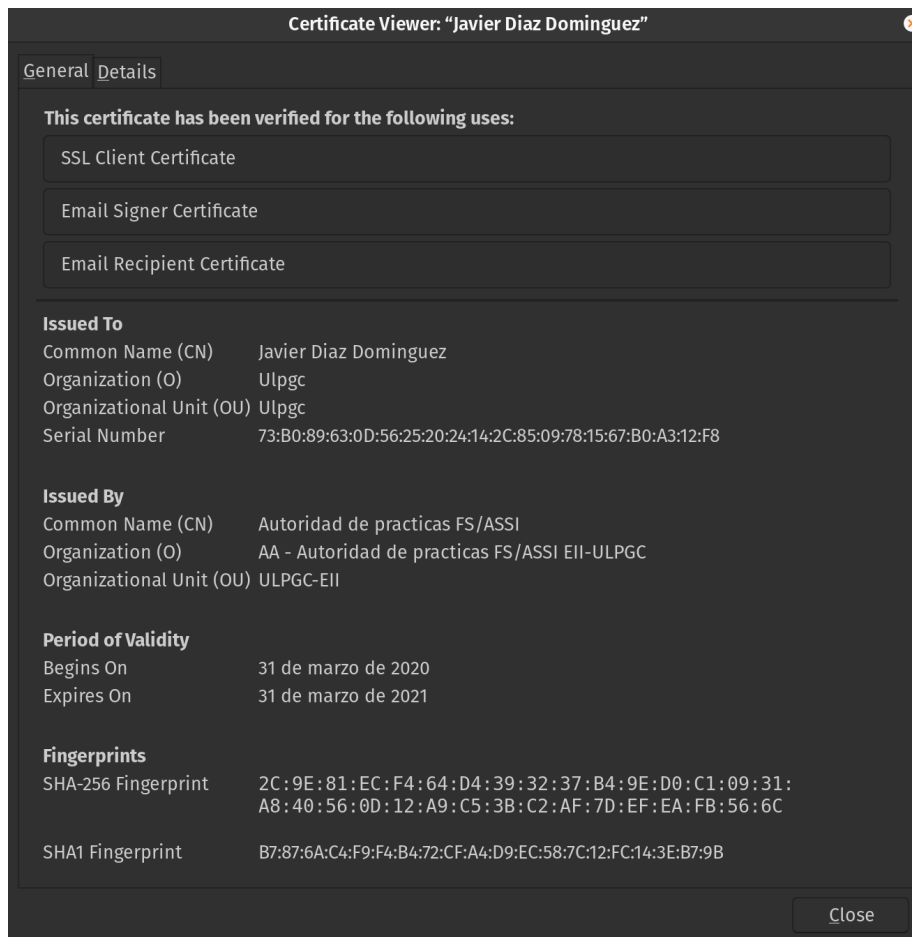 Certificate Viewer: “Javier Diaz Dominguez”
General Details
This certificate has been verified for the following uses:
SSL Client Certificate
Email Signer Certificate
Email Recipient Certificate
Issued To
Common Name (CN) Javier Diaz Dominguez
Organization (O) Ulpgc
Organizational Unit (OU) Ulpgc
Serial Number 73:B0:89:63:0D:56:25:20:24:14:2C:85:09:78:15:67:B0:A3:12:F8
Issued By
Common Name (CN) Autoridad de practicas FS/ASSI
Organization (O) AA - Autoridad de practicas FS/ASSI EII-ULPGC
Organizational Unit (OU) ULPGC-EII
Period of Validity
Begins On 31 de marzo de 2020
Expires On 31 de marzo de 2021
Fingerprints
SHA-256 Fingerprint 2C:9E:81:EC:F4:64:D4:39:32:37:B4:9E:D0:C1:09:31:
A8:40:56:0D:12:A9:C5:3B:C2:AF:7D:EF:EA:FB:56:6C
SHA1 Fingerprint B7:87:6A:C4:F9:F4:B4:72:CF:A4:D9:EC:58:7C:12:FC:14:3E:B7:9B
Close